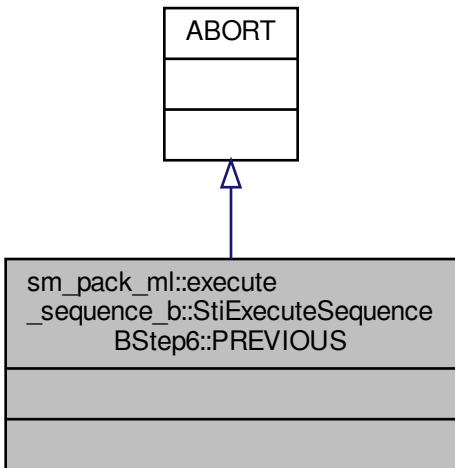 ABORT
sm_pack_ml::execute
_sequence_b::StiExecuteSequence
BStep6::PREVIOUS